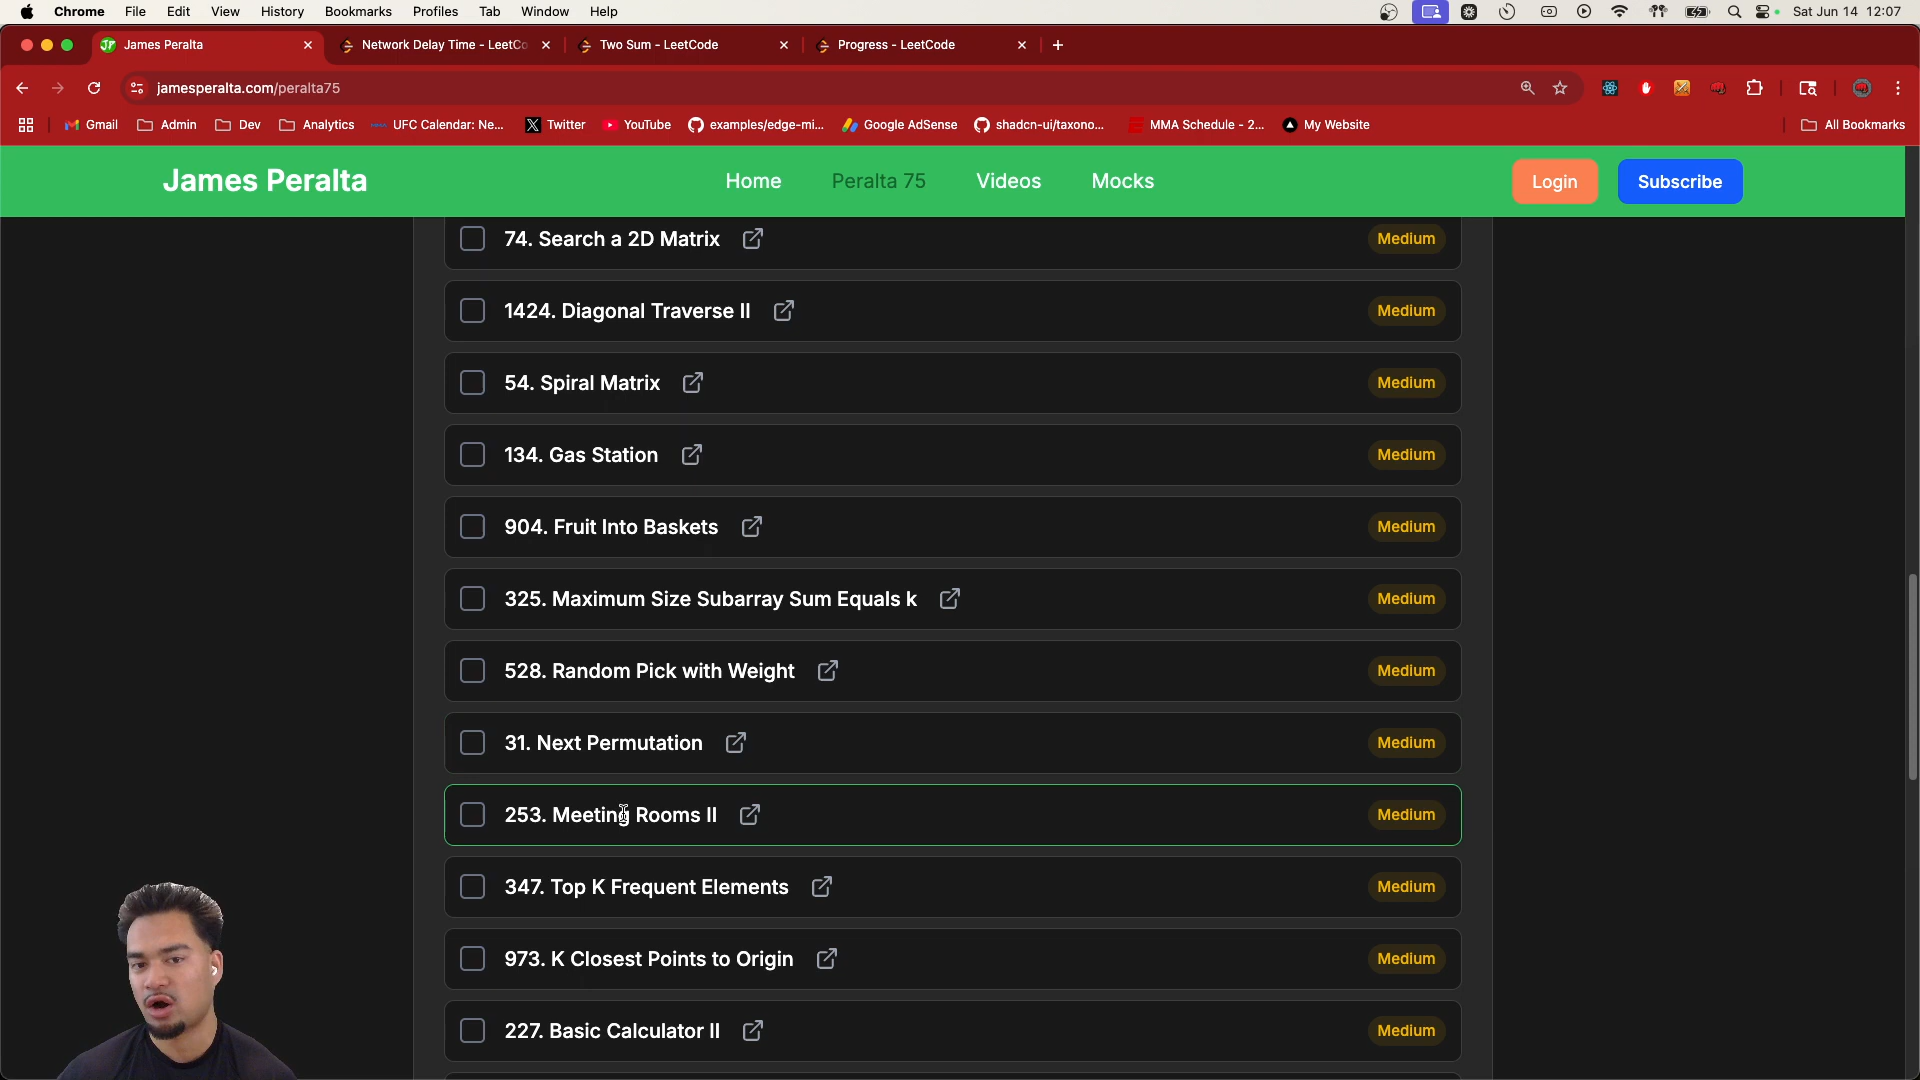 Chrome File Edit View History Bookmarks Profiles Tab Window Help Sat Jun 14 12:07
James Peralta Network Delay Time - LeetCo Two Sum - LeetCode Progress - LeetCode
jamesperalta.com/peralta75
Gmail Admin Dev Analytics UFC Calendar: Ne... Twitter YouTube examples/edge-mi... Google AdSense shadcn-ui/taxono... MMA Schedule - 2... My Website All Bookmarks
James Peralta Home Peralta 75 Videos Mocks Login Subscribe
74. Search a 2D Matrix Medium
1424. Diagonal Traverse II Medium
54. Spiral Matrix Medium
134. Gas Station Medium
904. Fruit Into Baskets Medium
325. Maximum Size Subarray Sum Equals k Medium
528. Random Pick with Weight Medium
31. Next Permutation Medium
253. Meeting Rooms II Medium
347. Top K Frequent Elements Medium
973. K Closest Points to Origin Medium
227. Basic Calculator II Medium